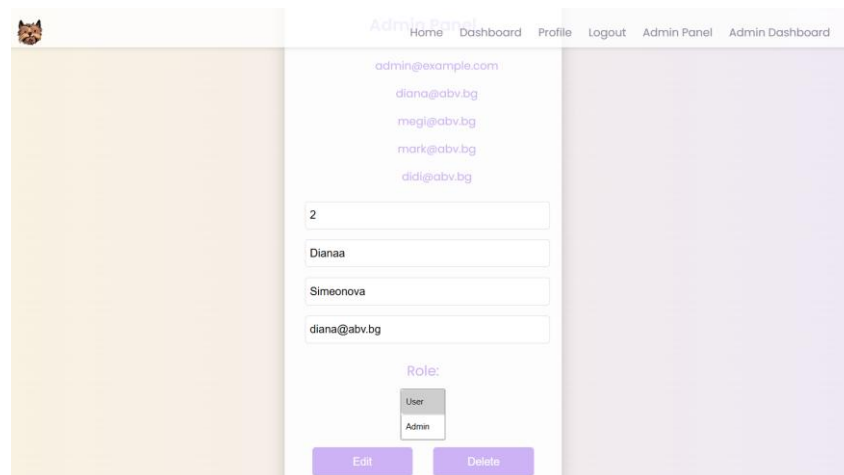 Admin Panel
Home Dashboard Profile Logout Admin Panel Admin Dashboard
admin@example.com
diana@abv.bg
megi@abv.bg
mark@abv.bg
didi@abv.bg
2
Dianaa
Simeonova
diana@abv.bg
Role:
User
Admin
Edit Delete